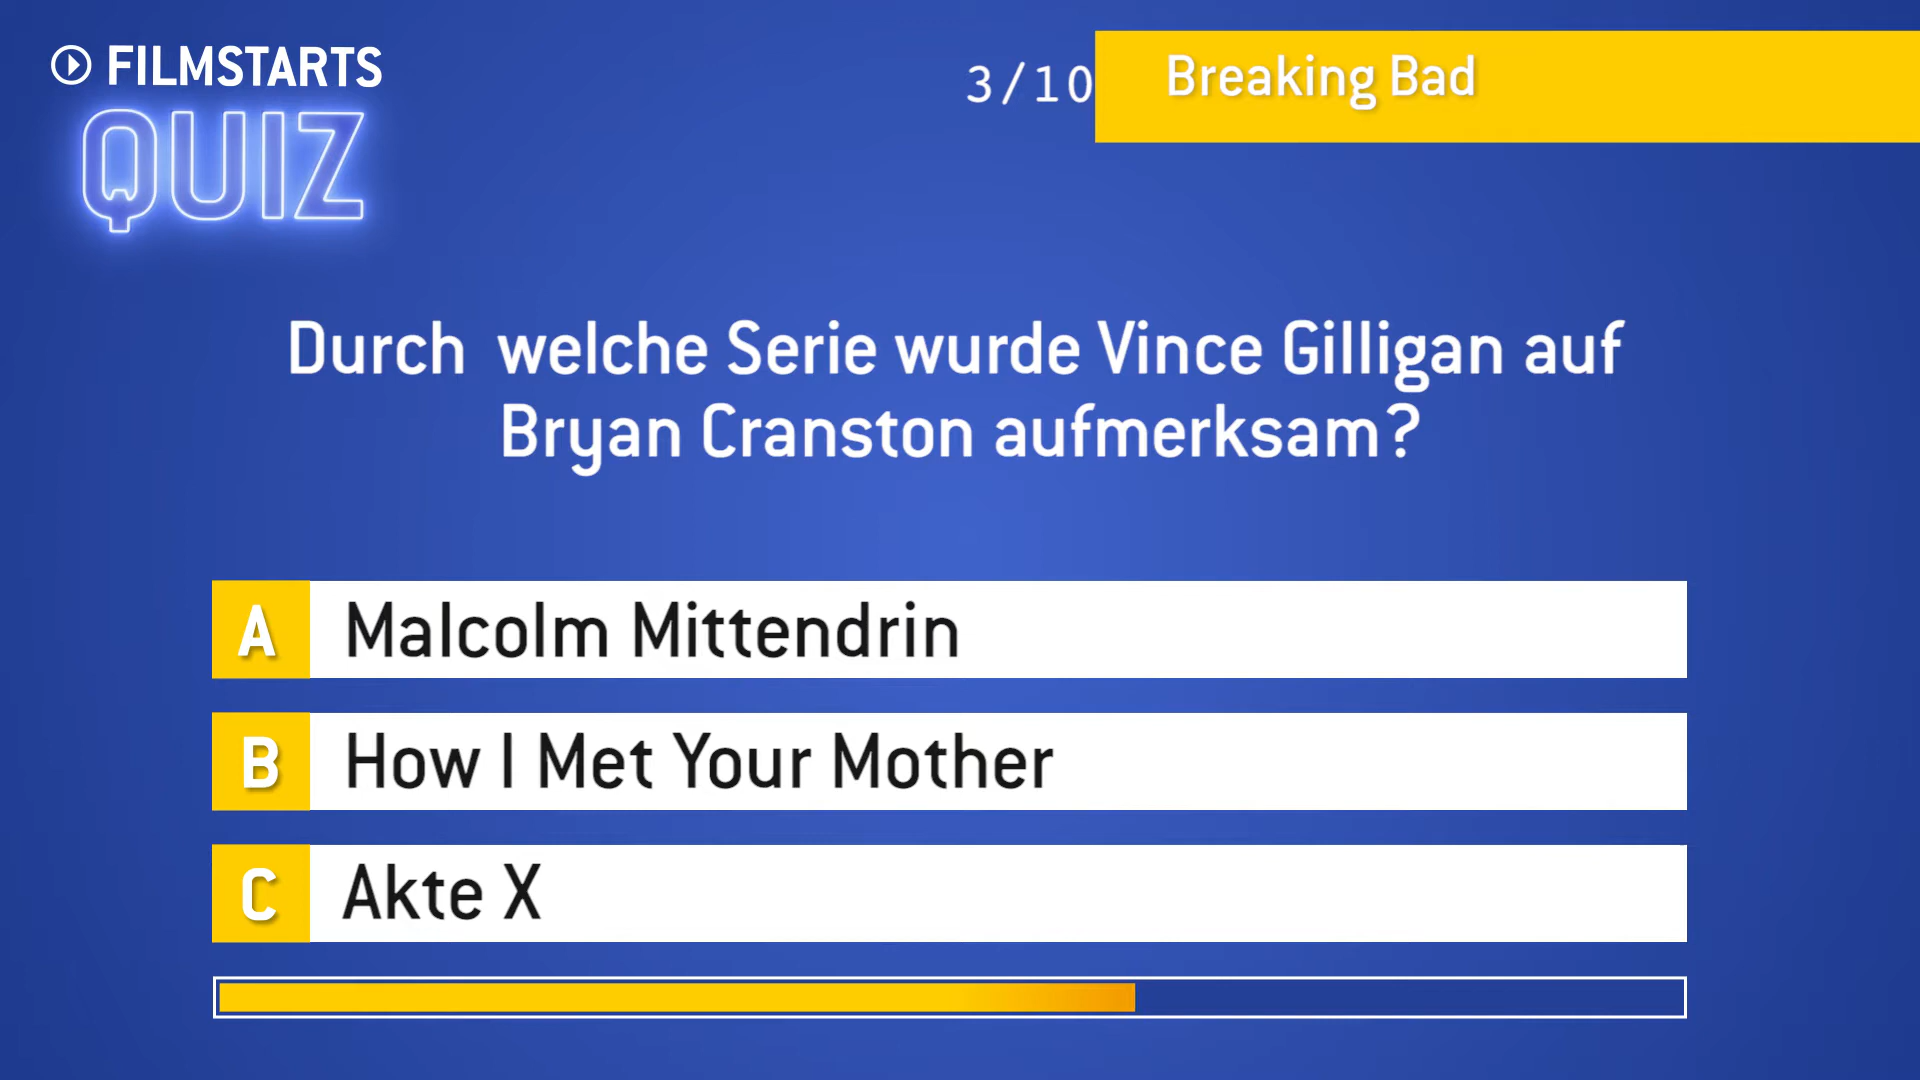 FILMSTARTS
QUIZ
3/10
Breaking Bad
Durch welche Serie wurde Vince Gilligan auf
Bryan Cranston aufmerksam?
A Malcolm Mittendrin
B How I Met Your Mother
C Akte X